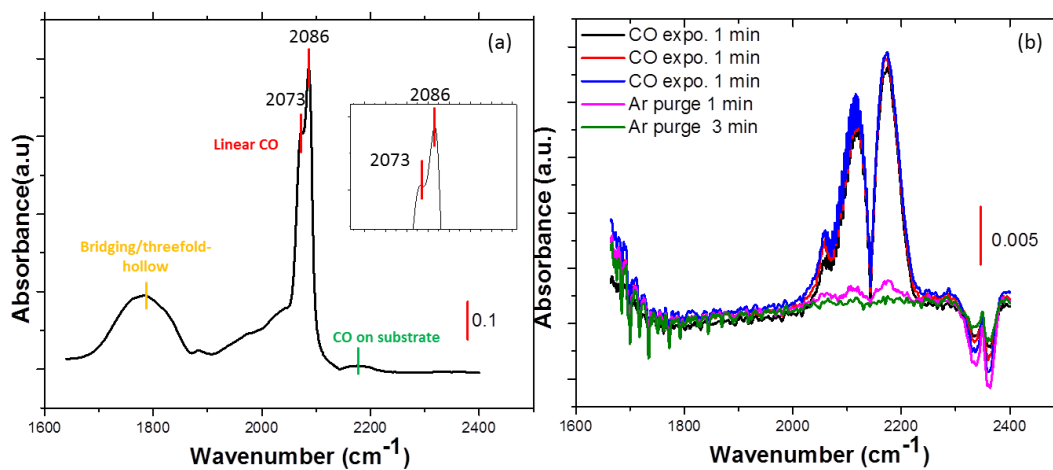 2086
(a)
2073
2086
Linear CO
2073
Bridging/threefold-
hollow
0.1
CO on substrate
Absorbance(a.u)
1600 1800 2000 2200 2400
Wavenumber (cm-1)
(b)
CO expo. 1 min
CO expo. 1 min
CO expo. 1 min
Ar purge 1 min
Ar purge 3 min
0.005
Absorbance (a.u.)
1600 1800 2000 2200 2400
Wavenumber (cm-1)